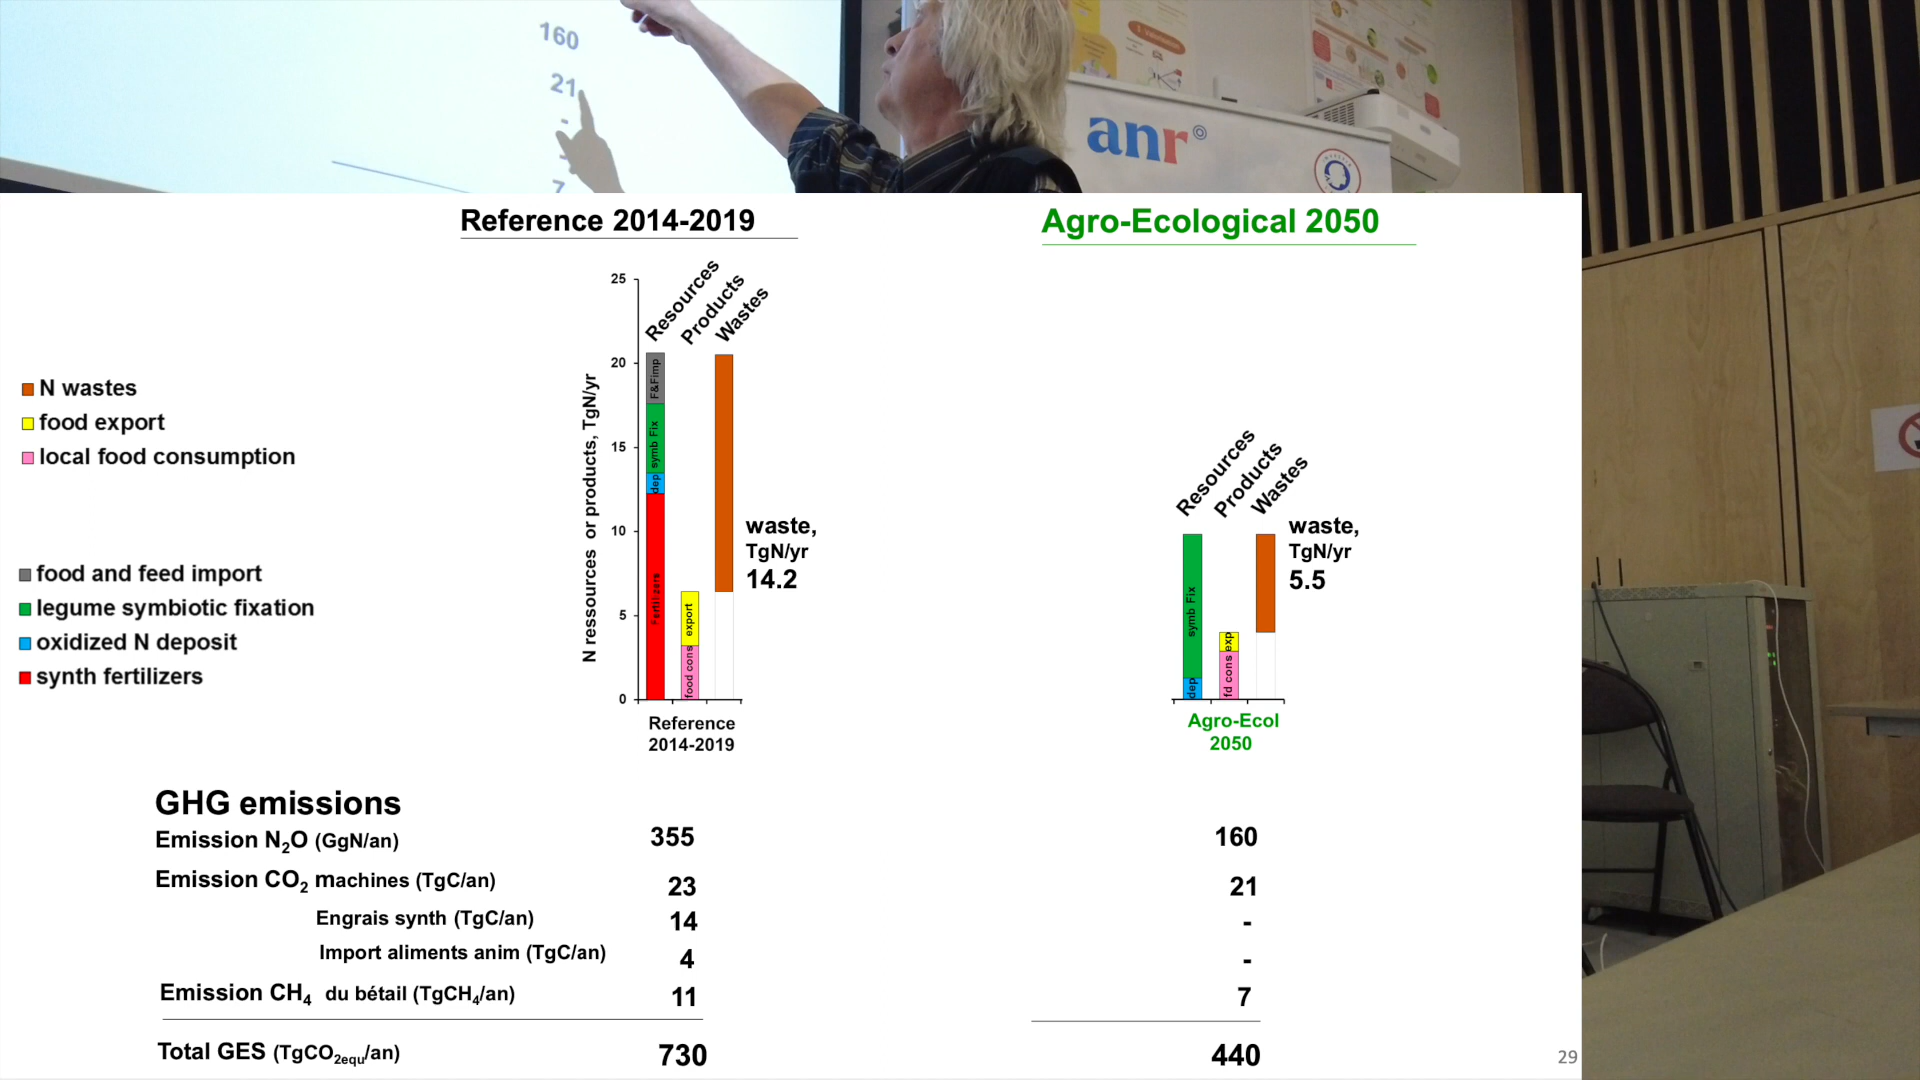 160
21
-
7
anr
Reference 2014-2019
Agro-Ecological 2050
N wastes
food export
local food consumption
food and feed import
legume symbiotic fixation
oxidized N deposit
synth fertilizers
N ressources or products, TgN/yr
25
20
15
10
5
0
Resources
Products
Wastes
F&Fimp
symb Fix
dep
Fertilizers
export
food cons
waste,
TgN/yr
14.2
Reference
2014-2019
Resources
Products
Wastes
symb Fix
dep
exp
fd cons
waste,
TgN/yr
5.5
Agro-Ecol
2050
GHG emissions
Emission N2O (GgN/an) 355 160
Emission CO2 machines (TgC/an) 23 21
Engrais synth (TgC/an) 14 -
Import aliments anim (TgC/an) 4 -
Emission CH4 du bétail (TgCH4/an) 11 7
Total GES (TgCO2equ/an) 730 440
29